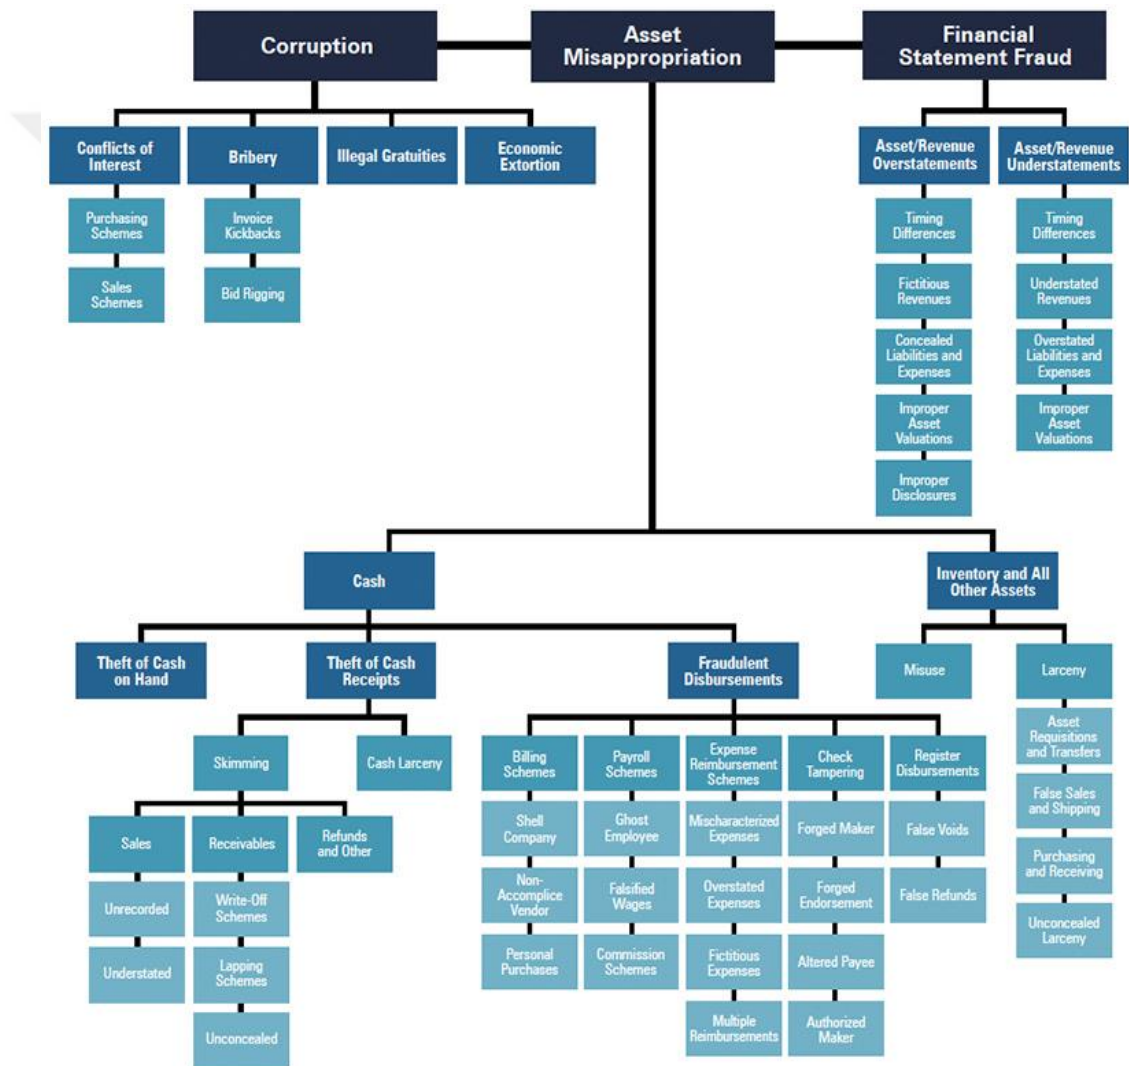 Corruption
Asset
Misappropriation
Financial
Statement Fraud
Conflicts of
Interest
Bribery
Illegal Gratuities
Economic
Extortion
Asset/Revenue
Overstatements
Asset/Revenue
Understatements
Purchasing
Schemes
Sales
Schemes
Invoice
Kickbacks
Bid Rigging
Timing
Differences
Fictitious
Revenues
Concealed
Liabilities and
Expenses
Improper
Asset
Valuations
Improper
Disclosures
Timing
Differences
Understated
Revenues
Overstated
Liabilities and
Expenses
Improper
Asset
Valuations
Cash
Inventory and All
Other Assets
Theft of Cash
on Hand
Theft of Cash
Receipts
Fraudulent
Disbursements
Misuse
Larceny
Asset
Requisitions
and Transfers
False Sales
and Shipping
Purchasing
and Receiving
Unconcealed
Larceny
Skimming
Cash Larceny
Sales
Receivables
Refunds
and Other
Unrecorded
Understated
Write-Off
Schemes
Lapping
Schemes
Unconcealed
Billing
Schemes
Shell
Company
Non-
Accomplice
Vendor
Personal
Purchases
Payroll
Schemes
Ghost
Employee
Falsified
Wages
Commission
Schemes
Expense
Reimbursement
Schemes
Mischaracterized
Expenses
Overstated
Expenses
Fictitious
Expenses
Multiple
Reimbursements
Check
Tampering
Forged Maker
Forged
Endorsement
Altered Payee
Authorized
Maker
Register
Disbursements
False Voids
False Refunds